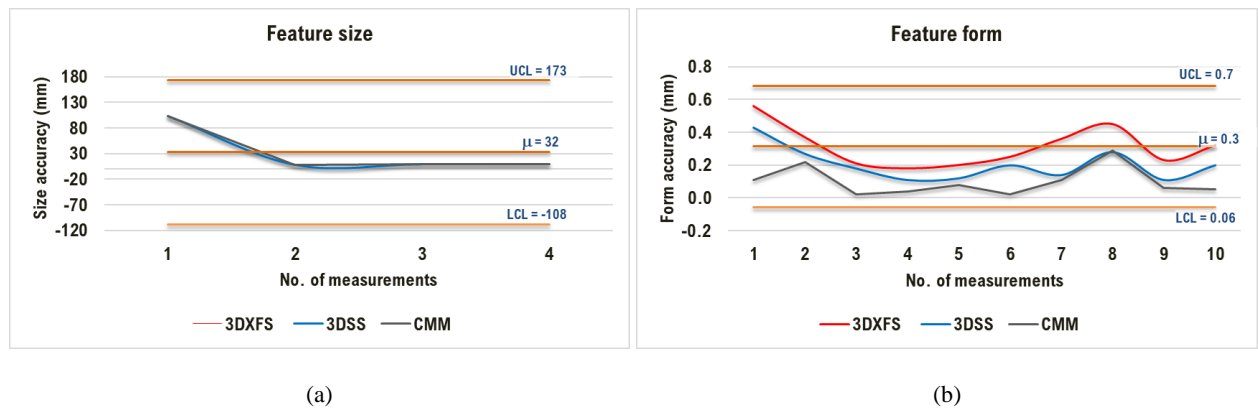 Feature size
Size accuracy (mm)
180
130
80
30
-20
-70
-120
UCL = 173
µ = 32
LCL = -108
1 2 3 4
No. of measurements
3DXFS 3DSS CMM
(a)
Feature form
Form accuracy (mm)
0.8
0.6
0.4
0.2
0.0
-0.2
UCL = 0.7
µ = 0.3
LCL = 0.06
1 2 3 4 5 6 7 8 9 10
No. of measurements
3DXFS 3DSS CMM
(b)